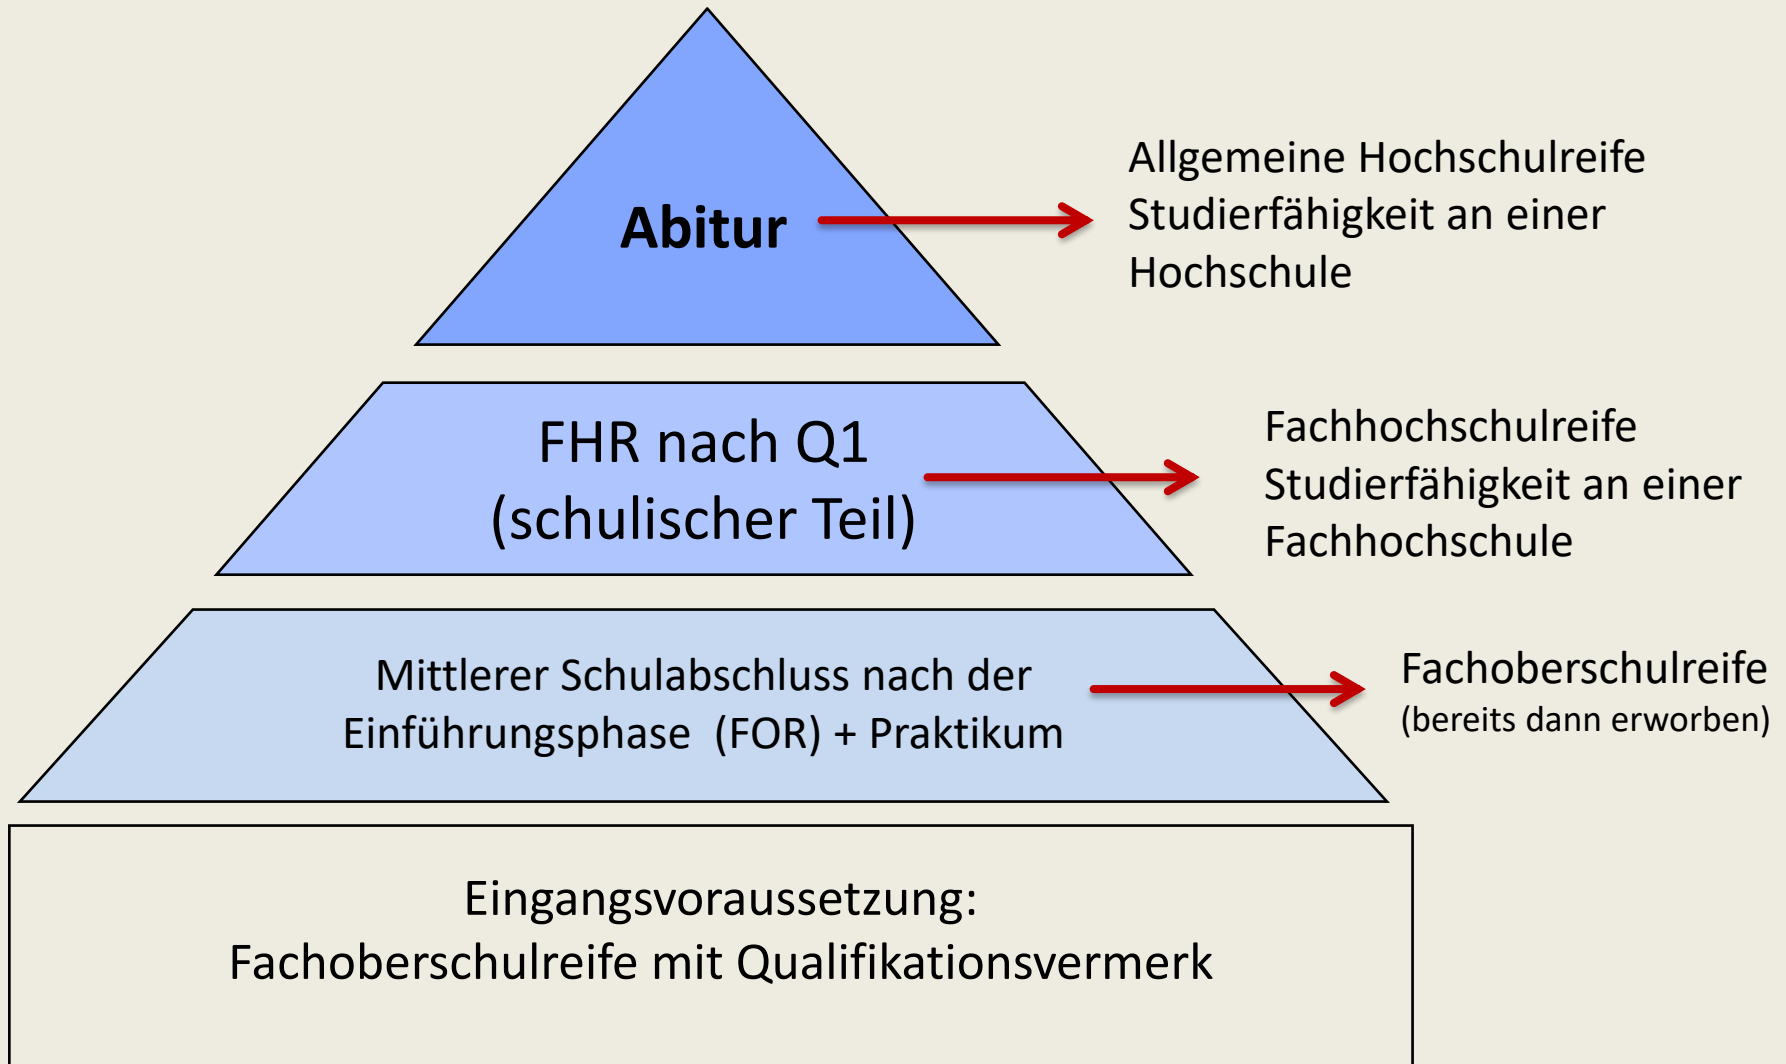 Abitur
Allgemeine Hochschulreife
Studierfähigkeit an einer
Hochschule
FHR nach Q1
(schulischer Teil)
Fachhochschulreife
Studierfähigkeit an einer
Fachhochschule
Mittlerer Schulabschluss nach der
Einführungsphase (FOR) + Praktikum
Fachoberschulreife
(bereits dann erworben)
Eingangsvoraussetzung:
Fachoberschulreife mit Qualifikationsvermerk